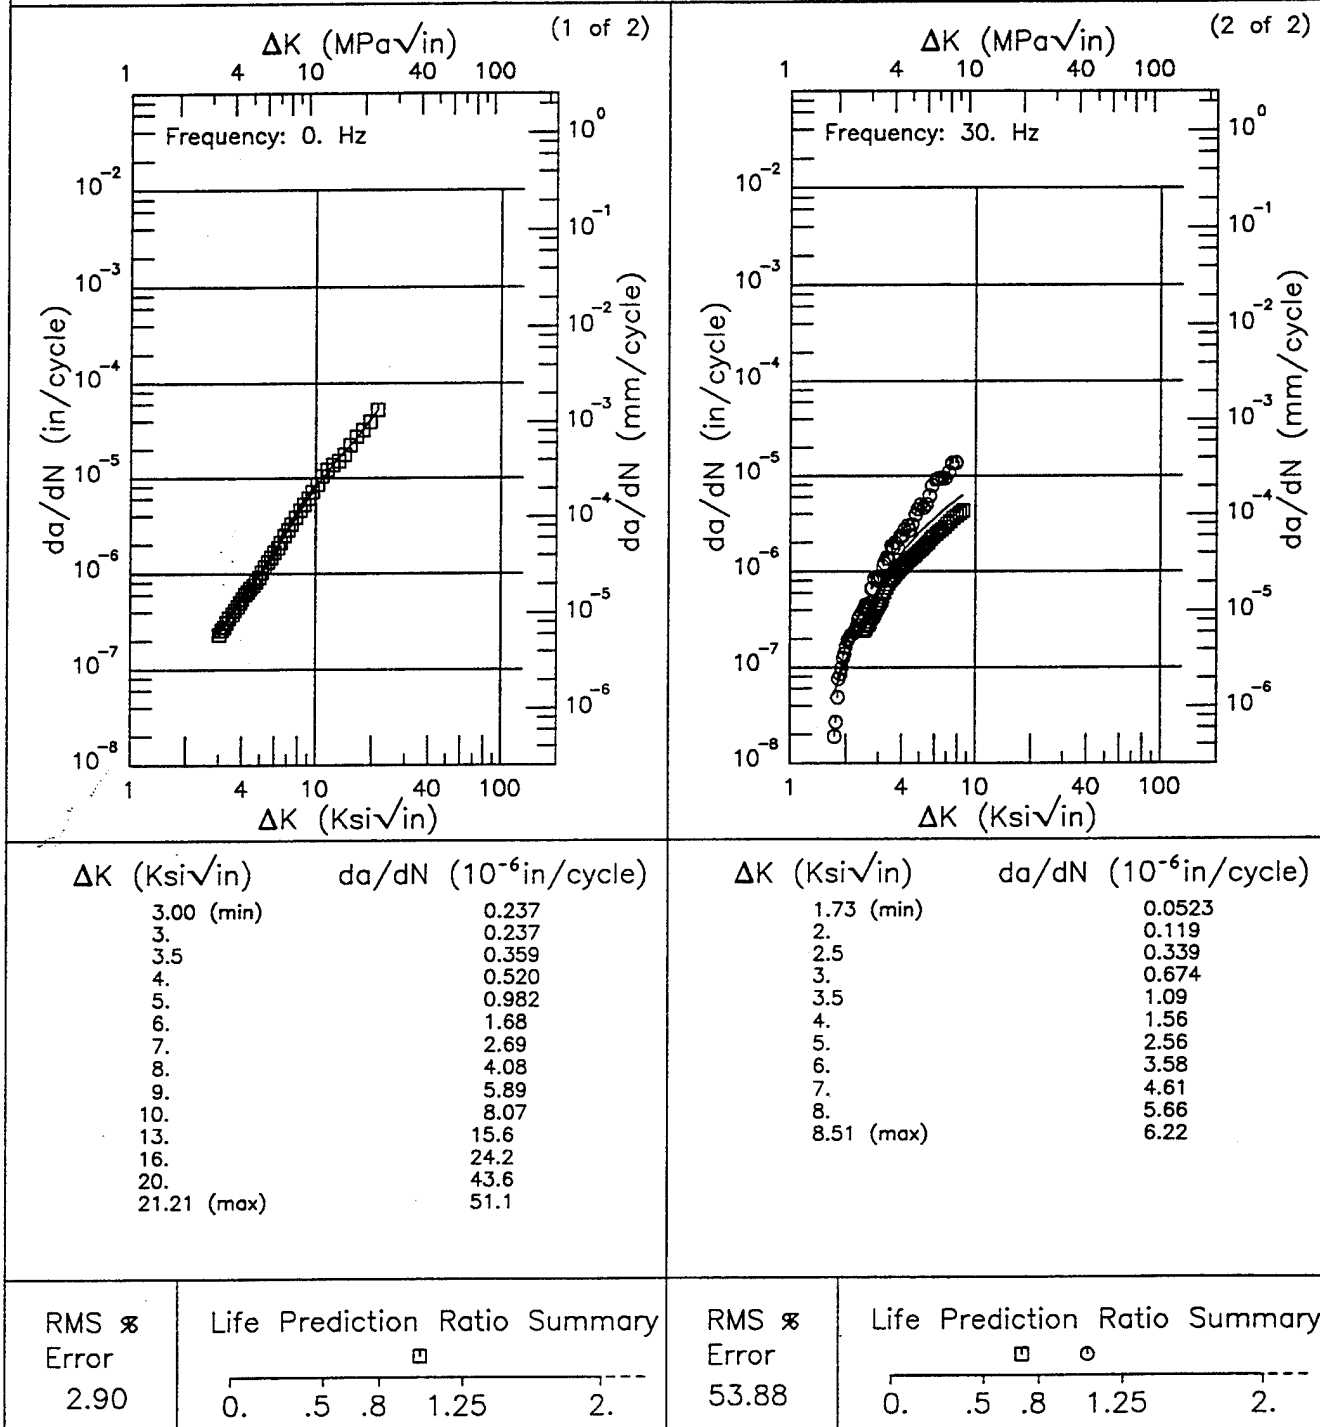 (1 of 2)
ΔK (MPa√in)
1 4 10 40 100
Frequency: 0. Hz
10⁰
10⁻²
10⁻¹
10⁻³
10⁻²
10⁻⁴
10⁻³
10⁻⁵
10⁻⁴
10⁻⁶
10⁻⁵
10⁻⁷
10⁻⁶
10⁻⁸
da/dN (in/cycle)
da/dN (mm/cycle)
1 4 10 40 100
ΔK (Ksi√in)
ΔK (Ksi√in) da/dN (10⁻⁶in/cycle)
3.00 (min) 0.237
3. 0.237
3.5 0.359
4. 0.520
5. 0.982
6. 1.68
7. 2.69
8. 4.08
9. 5.89
10. 8.07
13. 15.6
16. 24.2
20. 43.6
21.21 (max) 51.1
RMS %
Error
2.90
Life Prediction Ratio Summary
0. .5 .8 1.25 2.
(2 of 2)
ΔK (MPa√in)
1 4 10 40 100
Frequency: 30. Hz
10⁰
10⁻²
10⁻¹
10⁻³
10⁻²
10⁻⁴
10⁻³
10⁻⁵
10⁻⁴
10⁻⁶
10⁻⁵
10⁻⁷
10⁻⁶
10⁻⁸
da/dN (in/cycle)
da/dN (mm/cycle)
1 4 10 40 100
ΔK (Ksi√in)
ΔK (Ksi√in) da/dN (10⁻⁶in/cycle)
1.73 (min) 0.0523
2. 0.119
2.5 0.339
3. 0.674
3.5 1.09
4. 1.56
5. 2.56
6. 3.58
7. 4.61
8. 5.66
8.51 (max) 6.22
RMS %
Error
53.88
Life Prediction Ratio Summary
0. .5 .8 1.25 2.